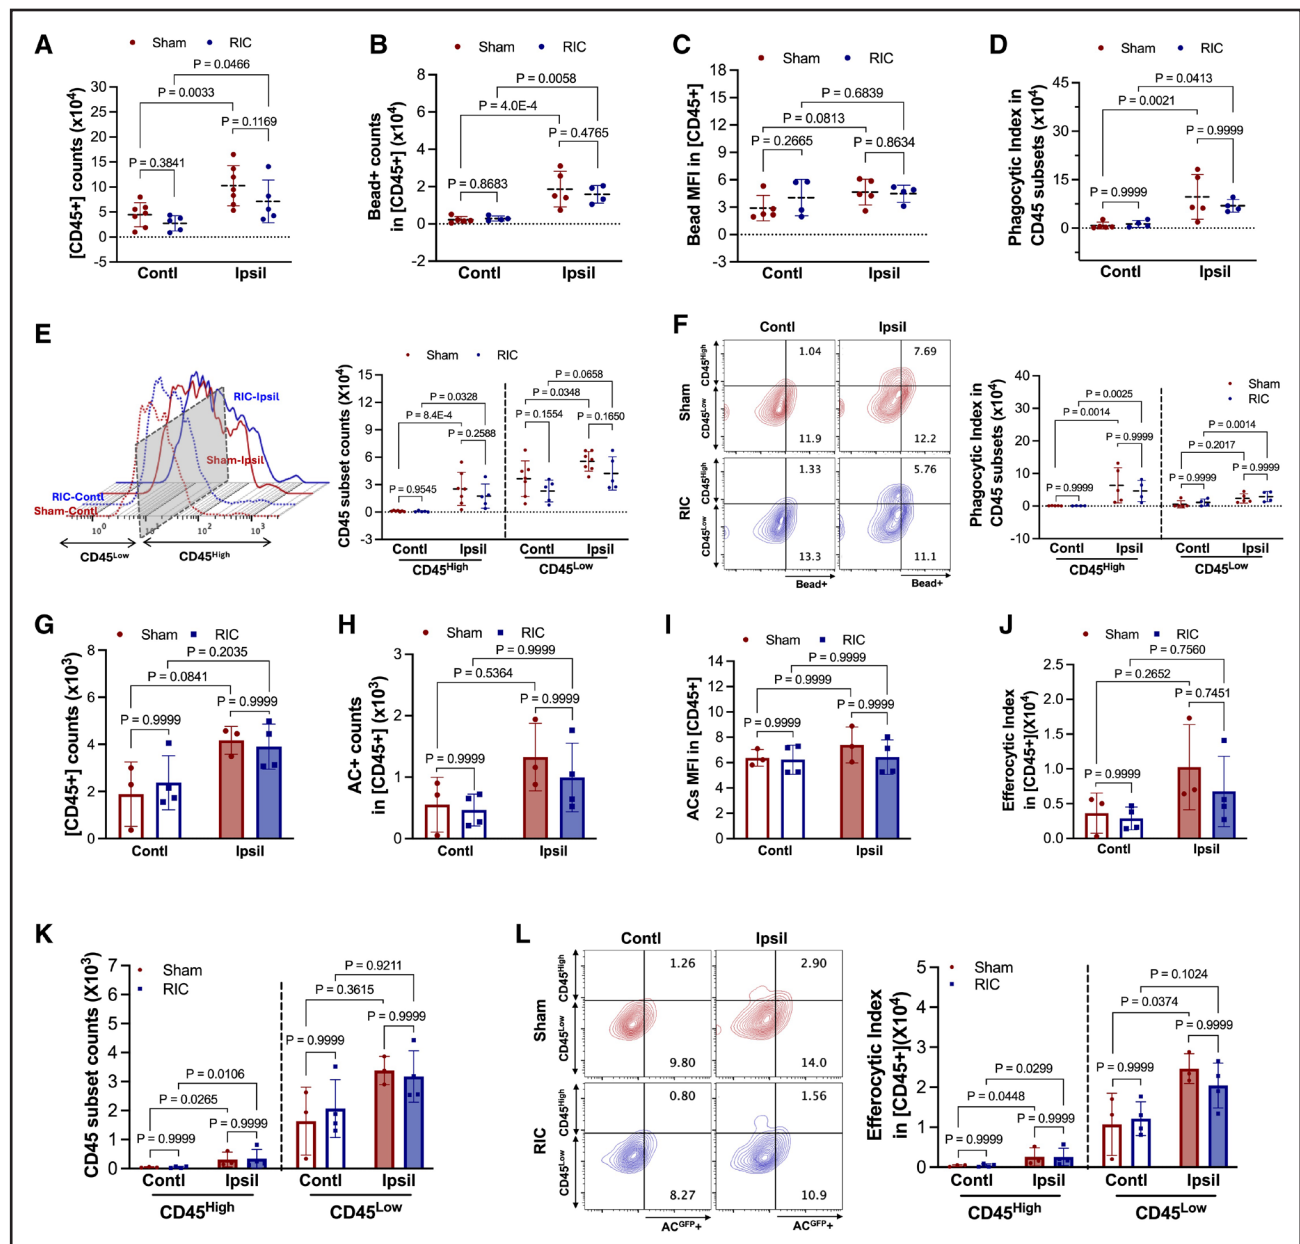 A
Sham RIC
P = 0.0466
P = 0.0033
P = 0.1169
P = 0.3841
[CD45+] counts (x10⁴)
30
25
20
15
10
5
0
-5
Contl Ipsil
B
Sham RIC
P = 0.0058
P = 4.0E-4
P = 0.4765
P = 0.8683
Bead+ counts
in [CD45+] (x10⁴)
8
6
4
2
0
-2
Contl Ipsil
C
Sham RIC
P = 0.6839
P = 0.0813
P = 0.2665
P = 0.8634
Bead MFI in [CD45+]
18
15
12
9
6
3
0
-3
Contl Ipsil
D
Sham RIC
P = 0.0413
P = 0.0021
P = 0.9999
P = 0.9999
Phagocytic Index in
CD45 subsets (x10⁴)
45
30
15
0
Contl Ipsil
E
RIC-Ipsil
Sham-Ipsil
RIC-Contl
Sham-Contl
10⁰
10²
10³
CD45Low CD45High
Sham RIC
P = 0.0658
P = 0.0328 P = 0.0348
P = 8.4E-4 P = 0.1554 P = 0.1650
P = 0.2588
P = 0.9545
CD45 subset counts (X10⁴)
15
12
9
6
3
0
-3
Contl Ipsil Contl Ipsil
CD45High CD45Low
F
Contl Ipsil
Sham
CD45High
CD45Low
1.04 7.69
11.9 12.2
RIC
CD45High
CD45Low
1.33 5.76
13.3 11.1
Bead+ Bead+
Sham
RIC
P = 0.0025
P = 0.0014 P = 0.0014
P = 0.9999 P = 0.2017
P = 0.9999 P = 0.9999 P = 0.9999
Phagocytic Index in
CD45 subsets (x10⁴)
40
30
20
10
0
-10
Contl Ipsil Contl Ipsil
CD45High CD45Low
G
Sham RIC
P = 0.2035
P = 0.0841
P = 0.9999
P = 0.9999
[CD45+] counts (x10³)
8
6
4
2
0
Contl Ipsil
H
Sham RIC
P = 0.9999
P = 0.5364
P = 0.9999
P = 0.9999
AC+ counts
in [CD45+] (x10³)
3
2
1
0
Contl Ipsil
I
Sham RIC
P = 0.9999
P = 0.9999
P = 0.9999
P = 0.9999
ACs MFI in [CD45+]
14
12
10
8
6
4
2
0
Contl Ipsil
J
Sham RIC
P = 0.7560
P = 0.2652
P = 0.7451
P = 0.9999
Efferocytic Index
in [CD45+](X10⁴)
2.5
2.0
1.5
1.0
0.5
0.0
Contl Ipsil
K
Sham
RIC
P = 0.9211
P = 0.3615
P = 0.9999
P = 0.9999
P = 0.0106
P = 0.0265
P = 0.9999 P = 0.9999
CD45 subset counts (X10³)
7
6
5
4
3
2
1
0
Contl Ipsil Contl Ipsil
CD45High CD45Low
L
Contl Ipsil
Sham
CD45High
CD45Low
1.26 2.90
9.80 14.0
RIC
CD45High
CD45Low
0.80 1.56
8.27 10.9
ACGFP+ ACGFP+
Sham
RIC
P = 0.1024
P = 0.0374
P = 0.9999
P = 0.9999
P = 0.0299
P = 0.0448
P = 0.9999 P = 0.9999
Efferocytic Index
in [CD45+](X10⁴)
5
4
3
2
1
0
Contl Ipsil Contl Ipsil
CD45High CD45Low